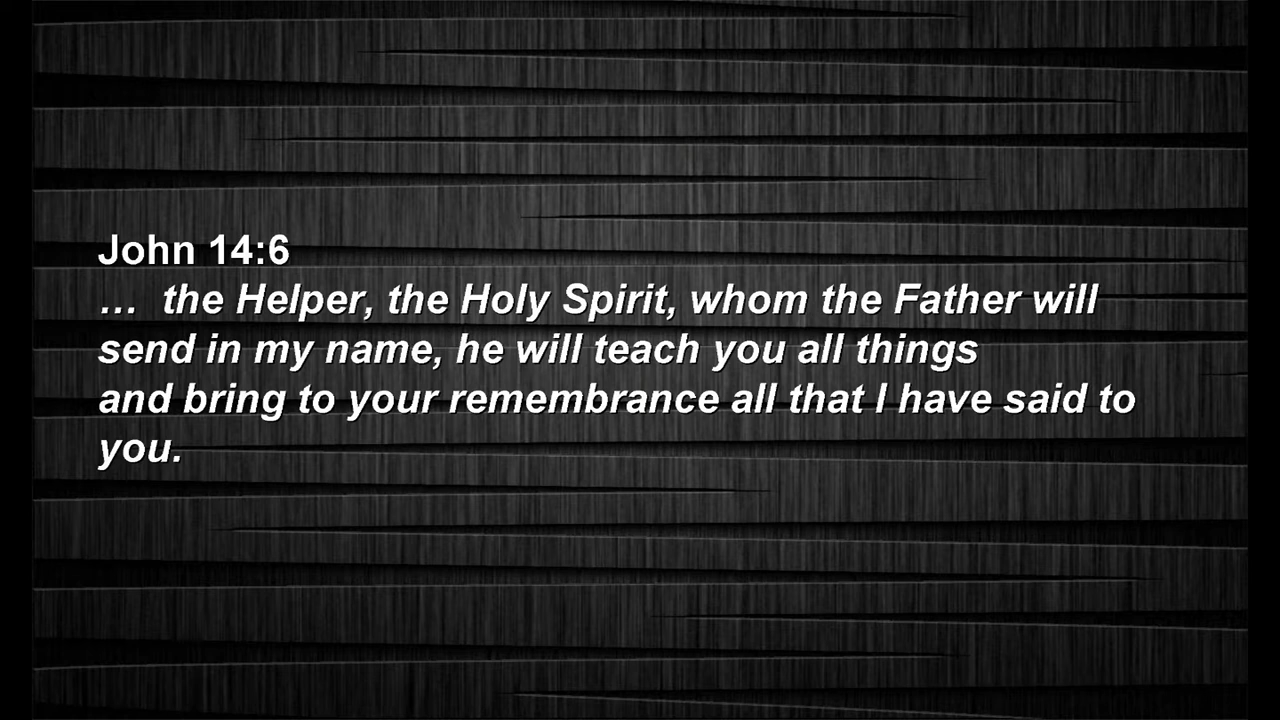 John 14:6
… the Helper, the Holy Spirit, whom the Father will
send in my name, he will teach you all things
and bring to your remembrance all that I have said to
you.